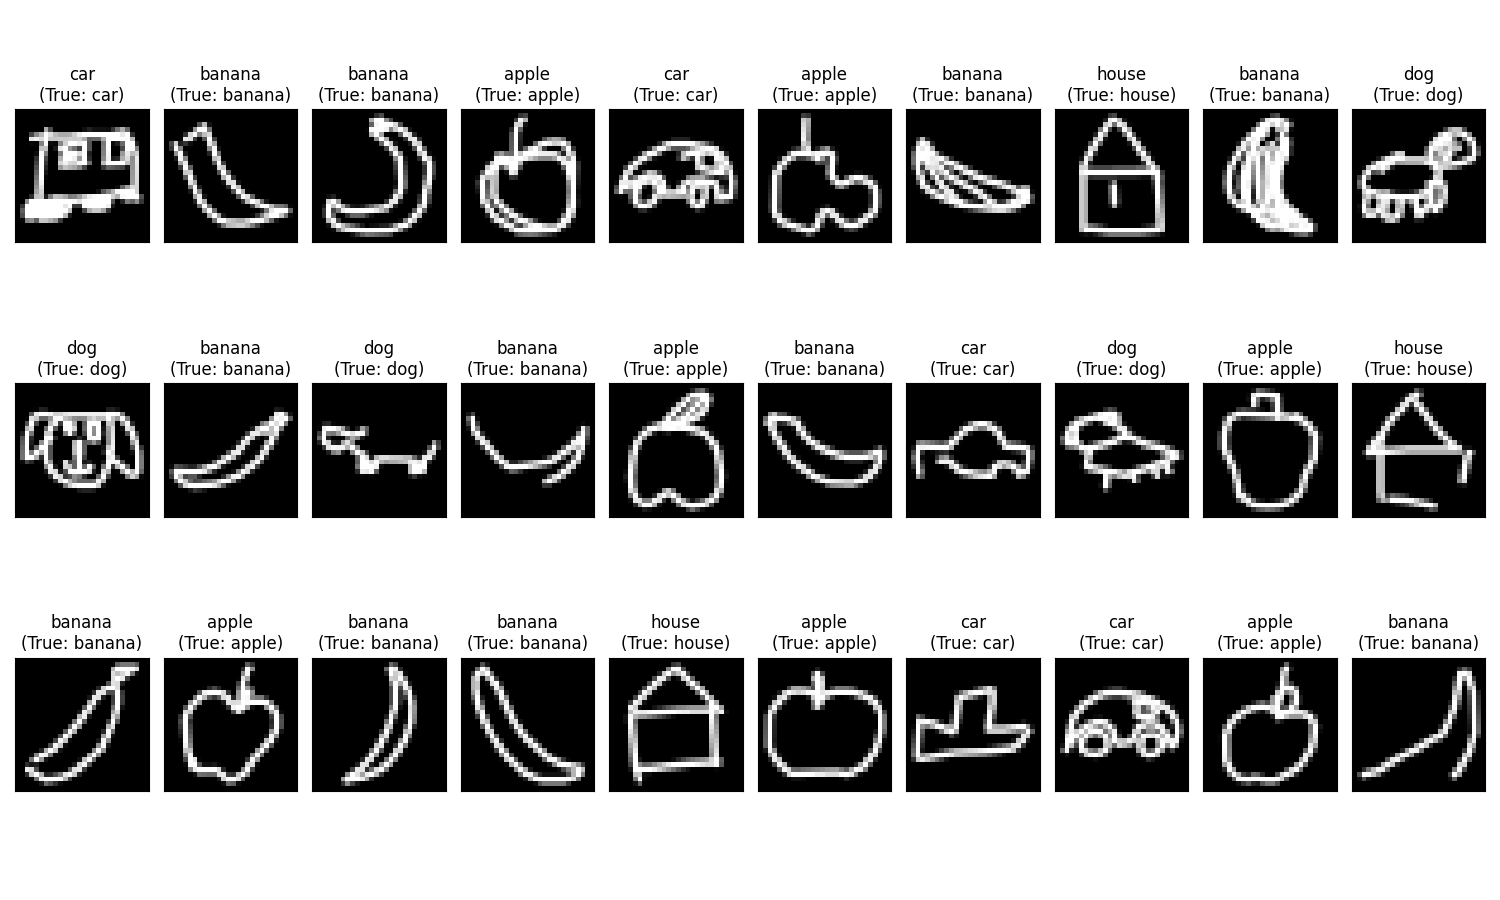 car
(True: car)
banana
(True: banana)
banana
(True: banana)
apple
(True: apple)
car
(True: car)
apple
(True: apple)
banana
(True: banana)
house
(True: house)
banana
(True: banana)
dog
(True: dog)
dog
(True: dog)
banana
(True: banana)
dog
(True: dog)
banana
(True: banana)
apple
(True: apple)
banana
(True: banana)
car
(True: car)
dog
(True: dog)
apple
(True: apple)
house
(True: house)
banana
(True: banana)
apple
(True: apple)
banana
(True: banana)
banana
(True: banana)
house
(True: house)
apple
(True: apple)
car
(True: car)
car
(True: car)
apple
(True: apple)
banana
(True: banana)